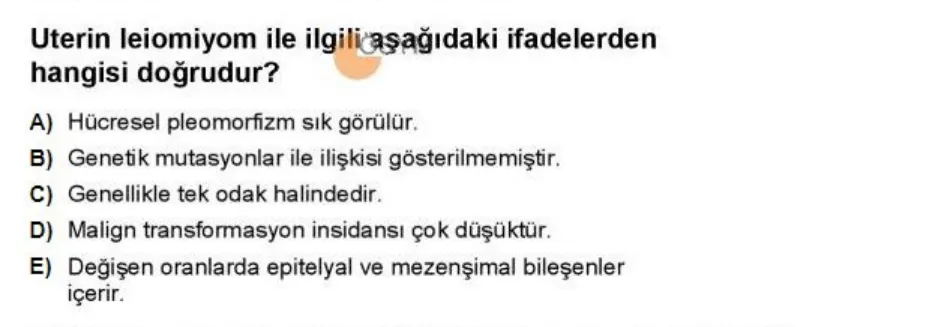 Uterin leiomiyom ile ilgili aşağıdaki ifadelerden
hangisi doğrudur?
A) Hücresel pleomorfizm sık görülür.
B) Genetik mutasyonlar ile ilişkisi gösterilmemiştir.
C) Genellikle tek odak halindedir.
D) Malign transformasyon insidansı çok düşüktür.
E) Değişen oranlarda epitelyal ve mezenşimal bileşenler
içerir.